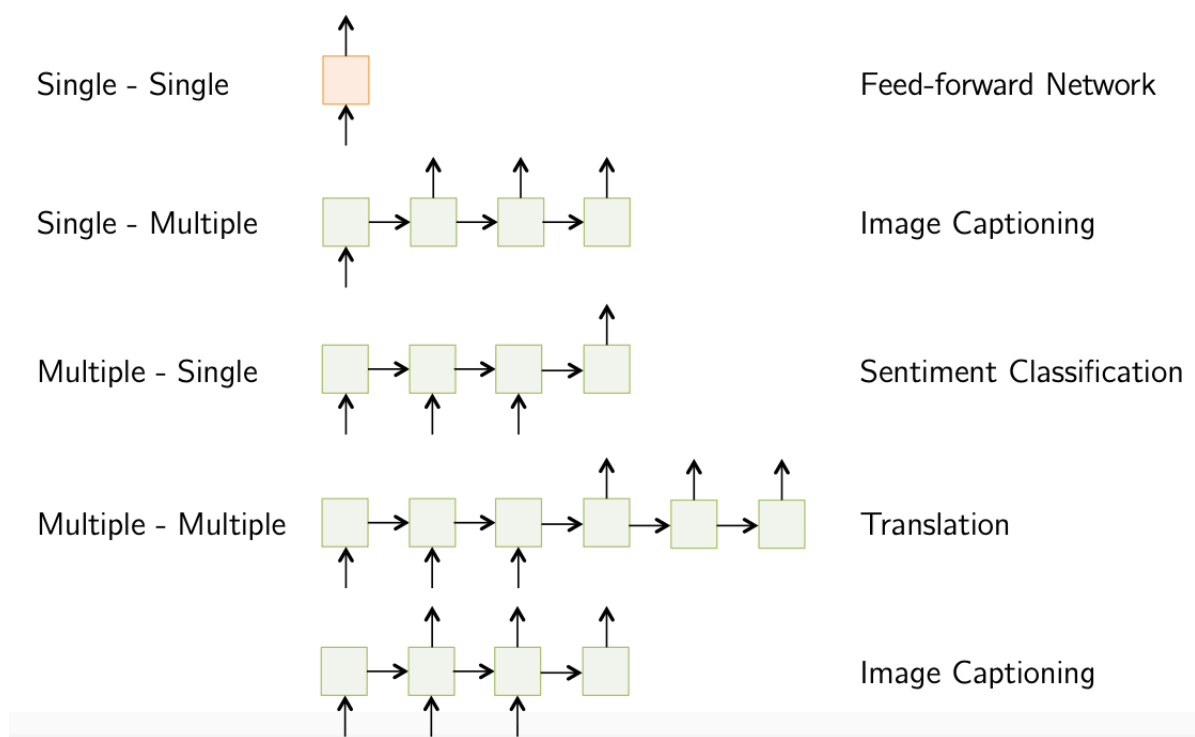 Single - Single
Feed-forward Network
Single - Multiple
Image Captioning
Multiple - Single
Sentiment Classification
Multiple - Multiple
Translation
Image Captioning